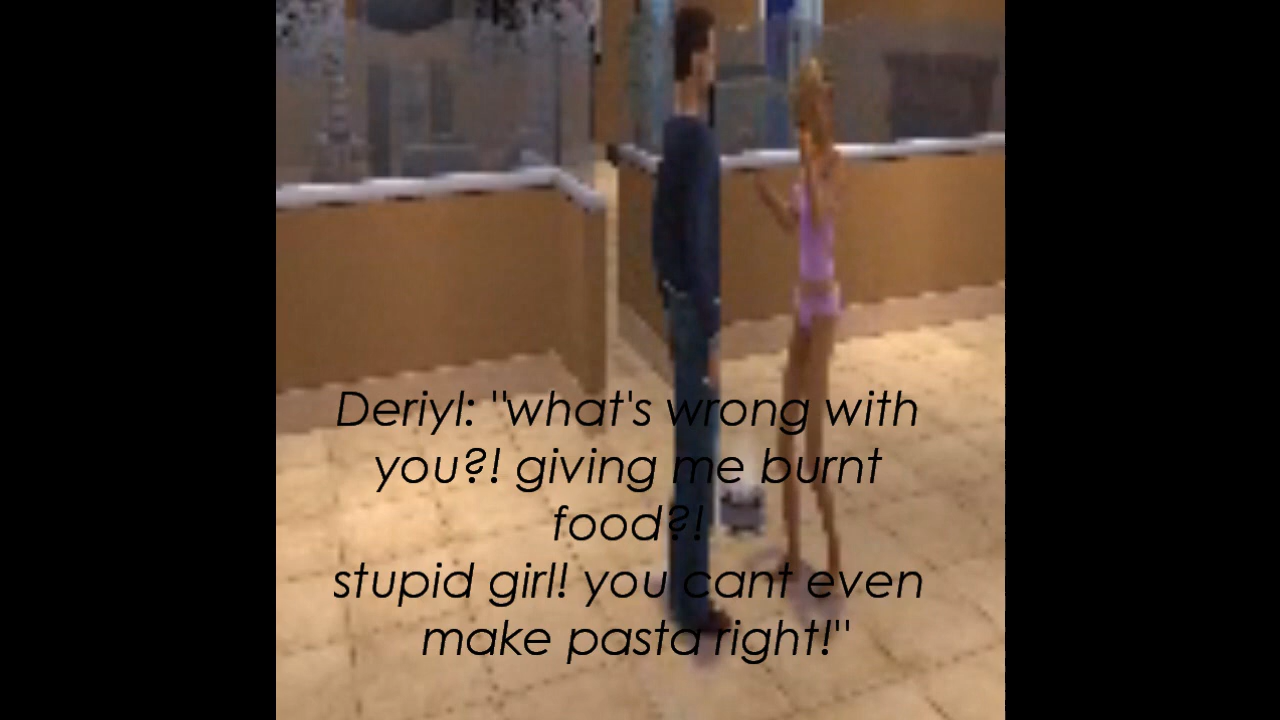 Deriyl: "what's wrong with
you?! giving me burnt
food?!
stupid girl! you cant even
make pasta right!"